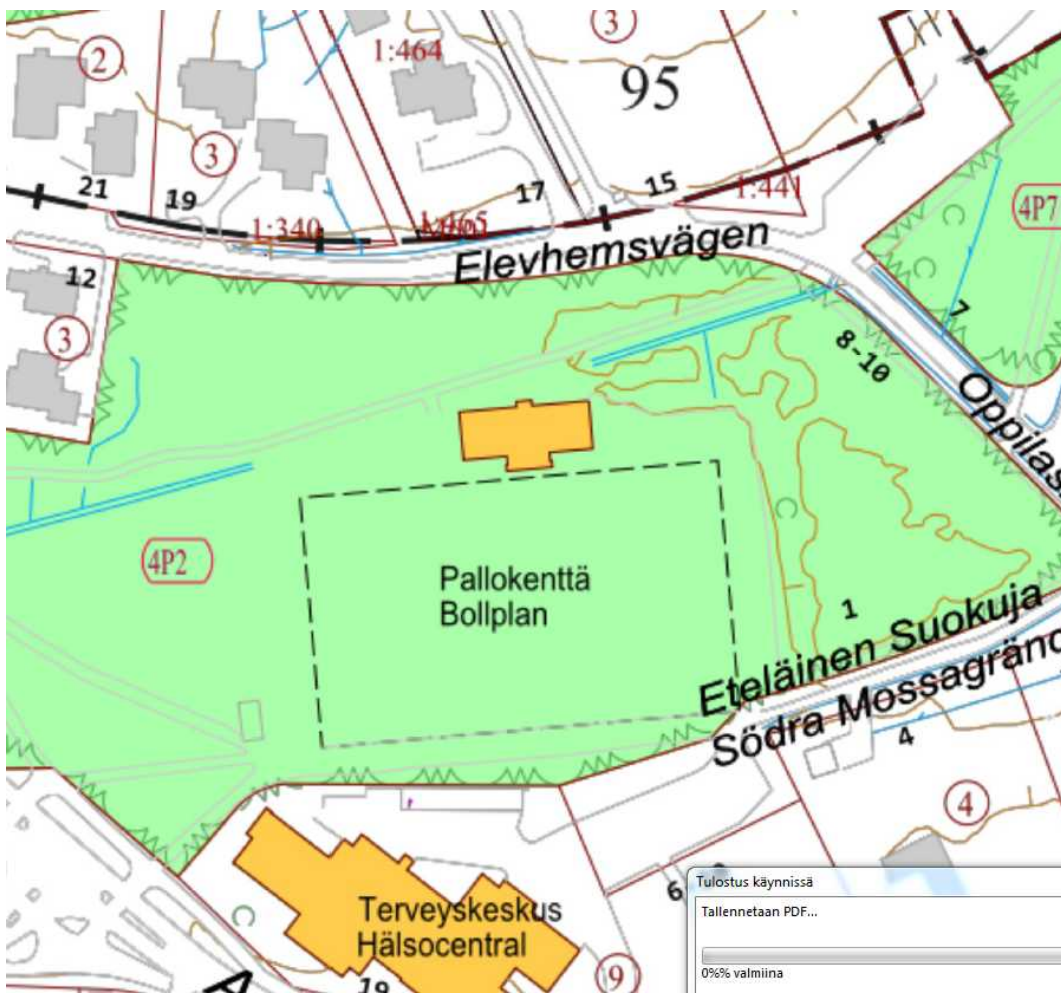 3
2
1:464
95
3
21
19
17
15
1:441
4P7
1:340
Elevhemsvägen
12
3
7
8-10
4P2
Pallokenttä
Bollplan
1
Eteläinen Suokuja
Södra Mossagränd
4
4
6
Terveyskeskus
Hälsocentral
19
9
Tulostus käynnissä
Tallennetaan PDF...
0%% valmiina